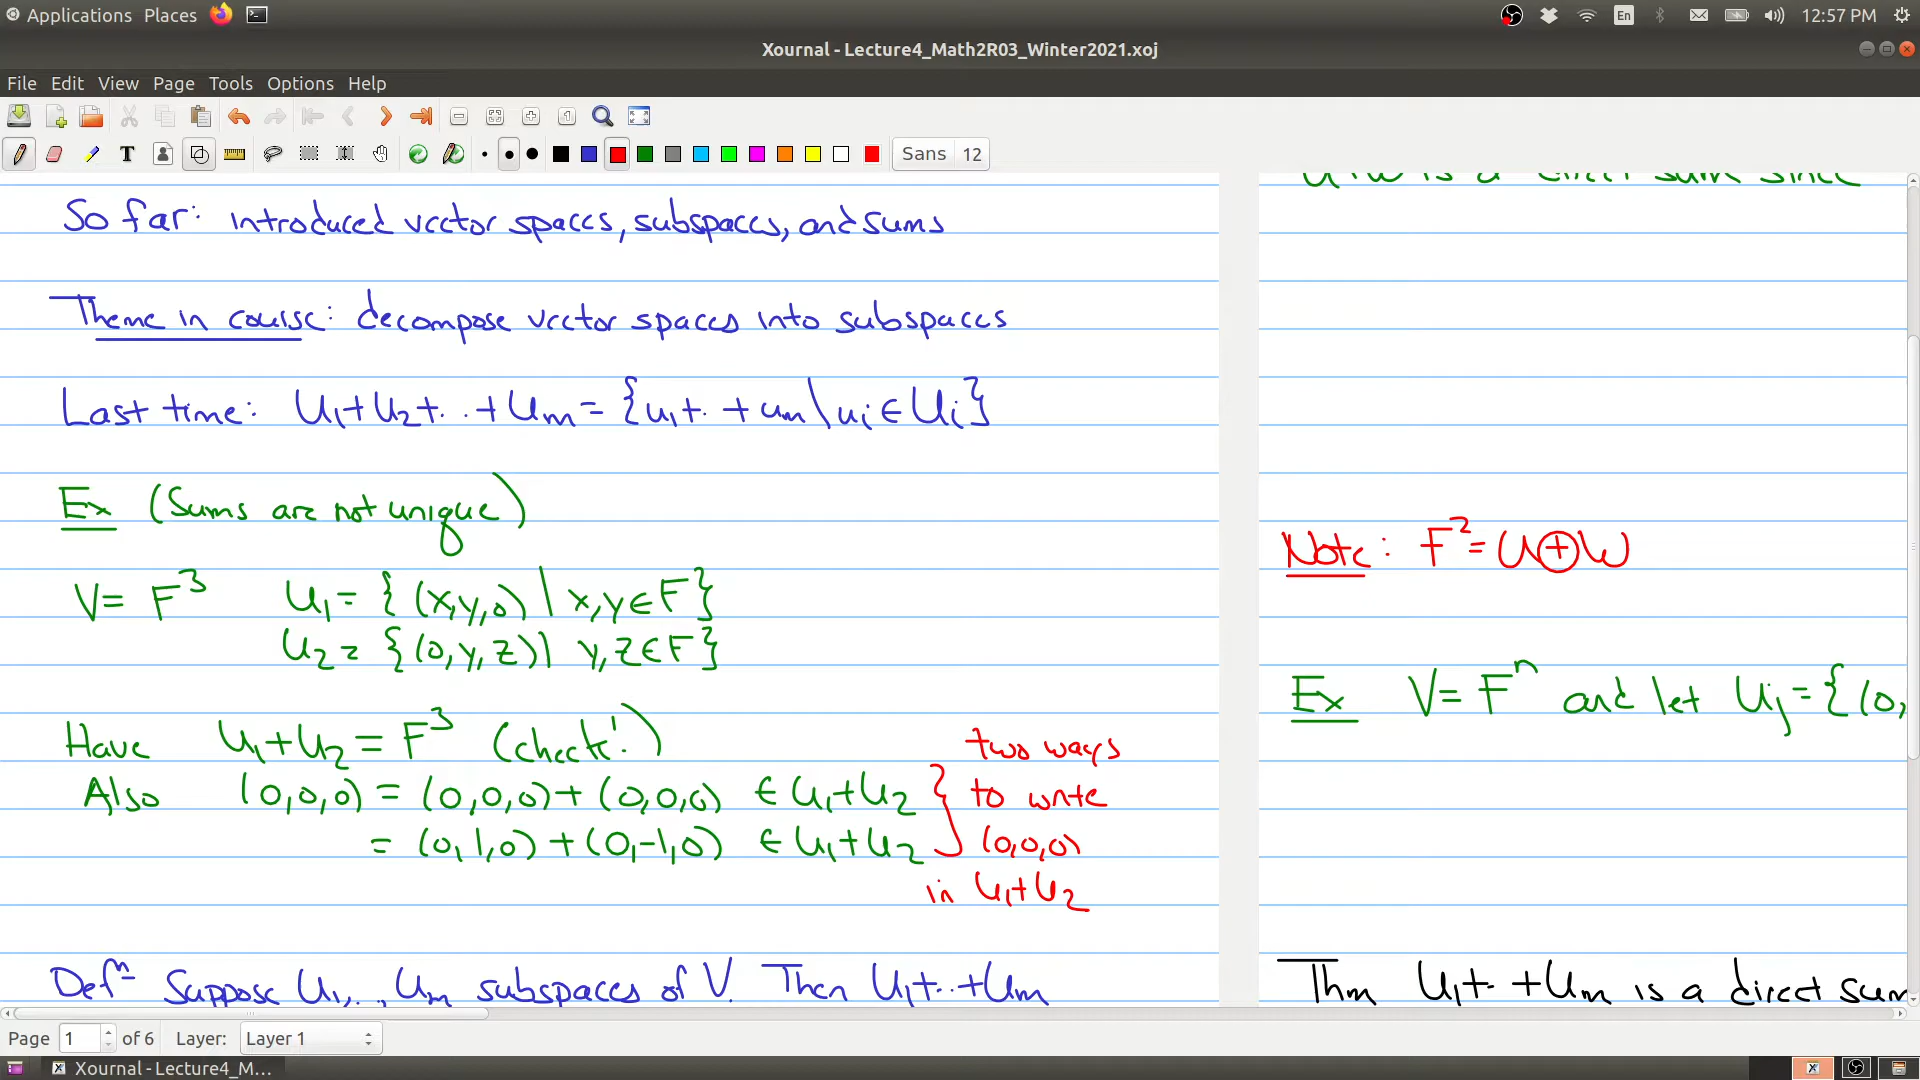 Applications Places En 12:57 PM
Xournal - Lecture4_Math2R03_Winter2021.xoj
File Edit View Page Tools Options Help
Sans 12
So far: introduced vector spaces, subspaces, and sums
Theme in course: decompose vector spaces into subspaces
Last time: U₁+U₂+..+Uₘ = {u₁+..+uₘ | uᵢ ∈ Uᵢ}
Ex (Sums are not unique)
V= F³ U₁ = {(x,y,0) | x,y ∈ F}
U₂ = {(0,y,z) | y,z ∈ F}
Have U₁+U₂ = F³ (check!)
Also (0,0,0) = (0,0,0)+(0,0,0) ∈ U₁+U₂
= (0,1,0)+(0,-1,0) ∈ U₁+U₂
two ways
to write
(0,0,0)
in U₁+U₂
Defⁿ Suppose U₁,..,Uₘ subspaces of V. Then U₁+..+Uₘ
U+W is a direct sum since
Note: F² = U⊕W
Ex V= Fⁿ and let Uⱼ = {(0,
Thm U₁+..+Uₘ is a direct sum
Page 1 of 6 Layer: Layer 1
Xournal - Lecture4_M...